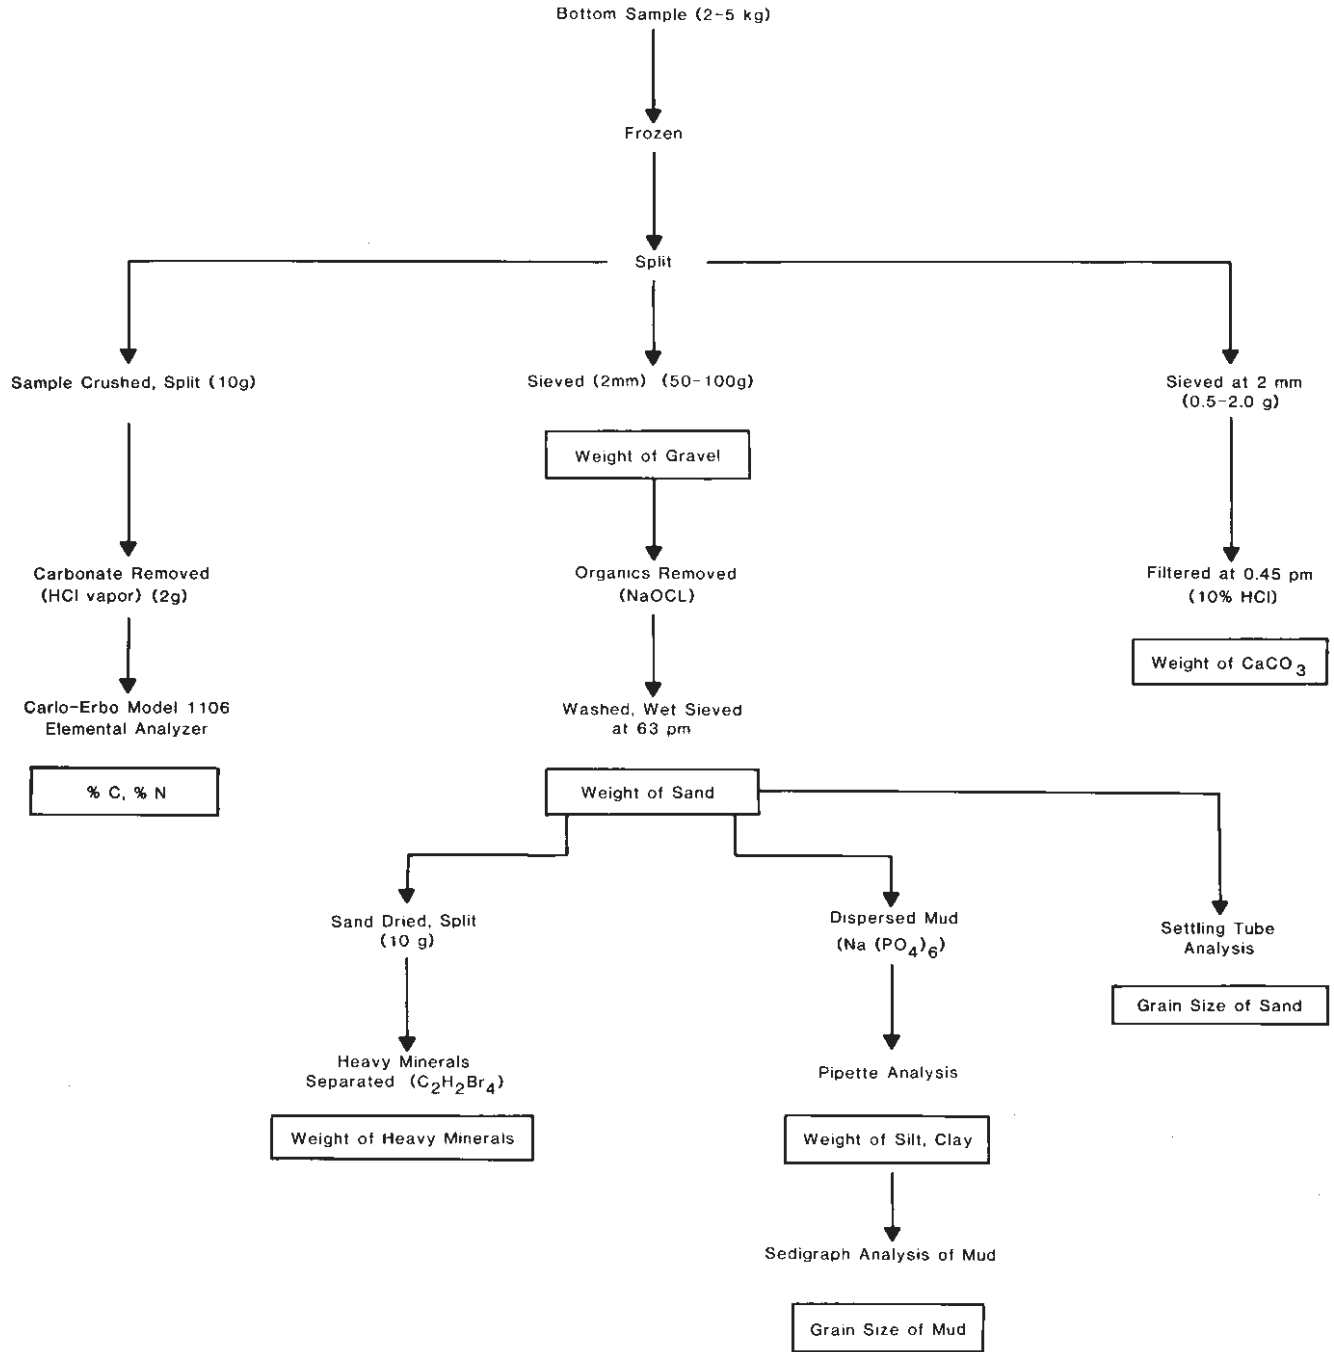 Bottom Sample (2-5 kg)
Frozen
Split
Sample Crushed, Split (10g)
Sieved (2mm) (50-100g)
Sieved at 2 mm
(0.5-2.0 g)
Weight of Gravel
Carbonate Removed
(HCl vapor) (2g)
Organics Removed
(NaOCL)
Filtered at 0.45 pm
(10% HCl)
Weight of CaCO3
Carlo-Erbo Model 1106
Elemental Analyzer
Washed, Wet Sieved
at 63 pm
% C, % N
Weight of Sand
Sand Dried, Split
(10 g)
Dispersed Mud
(Na (PO4)6)
Settling Tube
Analysis
Grain Size of Sand
Heavy Minerals
Separated (C2H2Br4)
Pipette Analysis
Weight of Heavy Minerals
Weight of Silt, Clay
Sedigraph Analysis of Mud
Grain Size of Mud